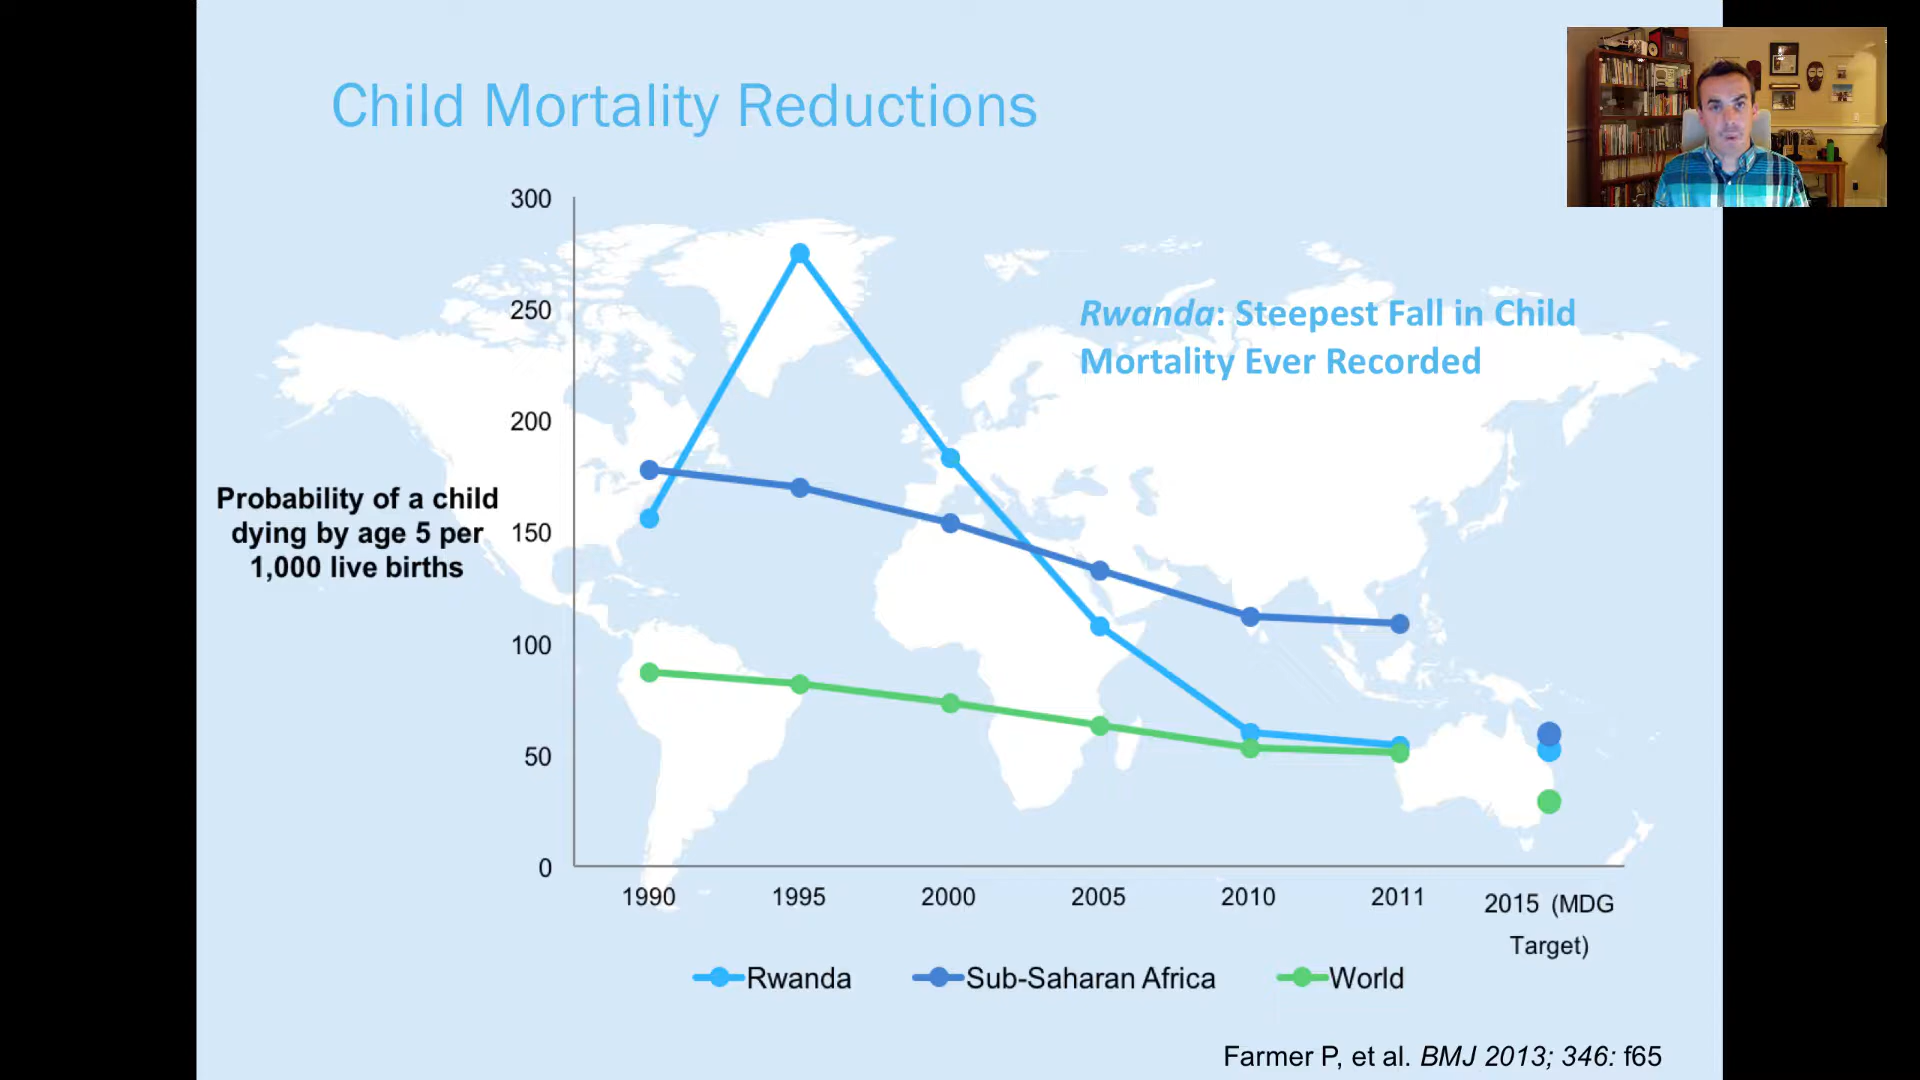 Child Mortality Reductions
300
250
200
150
100
50
0
Probability of a child
dying by age 5 per
1,000 live births
Rwanda: Steepest Fall in Child
Mortality Ever Recorded
1990 1995 2000 2005 2010 2011 2015 (MDG
Target)
Rwanda Sub-Saharan Africa World
Farmer P, et al. BMJ 2013; 346: f65